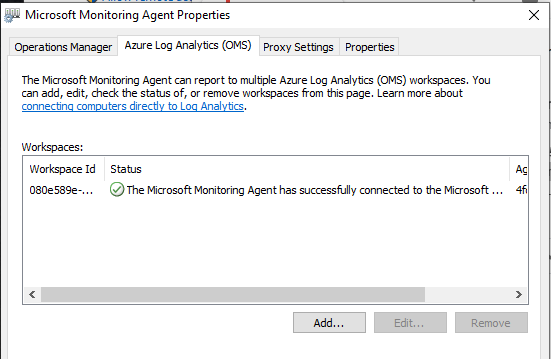 Microsoft Monitoring Agent Properties
Operations Manager Azure Log Analytics (OMS) Proxy Settings Properties
The Microsoft Monitoring Agent can report to multiple Azure Log Analytics (OMS) workspaces. You
can add, edit, check the status of, or remove workspaces from this page. Learn more about
connecting computers directly to Log Analytics.
Workspaces:
Workspace Id Status Ag
080e589e-... The Microsoft Monitoring Agent has successfully connected to the Microsoft ... 4f
Add... Edit... Remove